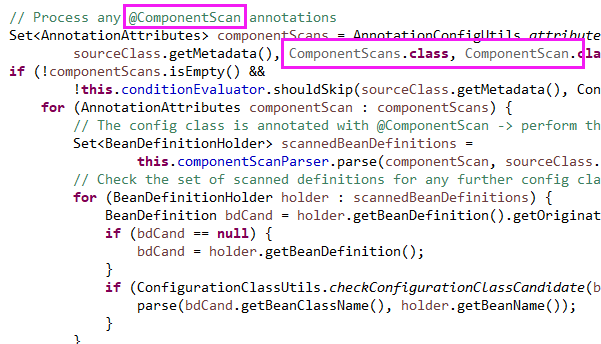 // Process any @ComponentScan annotations
Set<AnnotationAttributes> componentScans = AnnotationConfigUtils.attribute
sourceClass.getMetadata(), ComponentScans.class, ComponentScan.cla
if (!componentScans.isEmpty() &&
!this.conditionEvaluator.shouldSkip(sourceClass.getMetadata(), Con
for (AnnotationAttributes componentScan : componentScans) {
// The config class is annotated with @ComponentScan -> perform th
Set<BeanDefinitionHolder> scannedBeanDefinitions =
this.componentScanParser.parse(componentScan, sourceClass.
// Check the set of scanned definitions for any further config cla
for (BeanDefinitionHolder holder : scannedBeanDefinitions) {
BeanDefinition bdCand = holder.getBeanDefinition().getOriginat
if (bdCand == null) {
bdCand = holder.getBeanDefinition();
}
if (ConfigurationClassUtils.checkConfigurationClassCandidate(b
parse(bdCand.getBeanClassName(), holder.getBeanName());
}
}